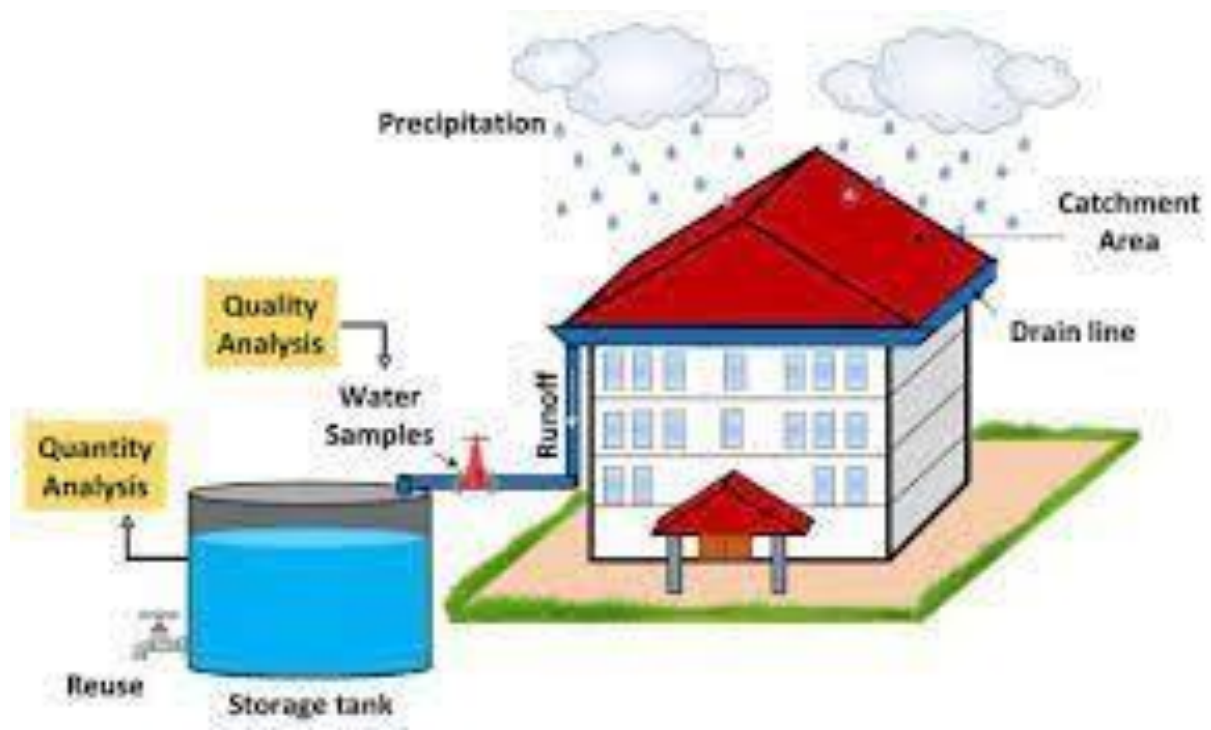 Precipitation
Catchment
Area
Drain line
Quality
Analysis
Water
Samples
Runoff
Quantity
Analysis
Reuse
Storage tank